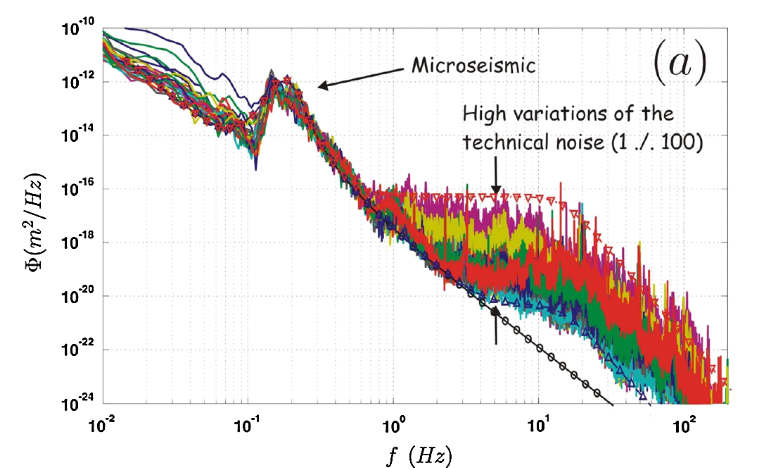 10^-10
(a)
Microseismic
10^-12
High variations of the
technical noise (1 ./. 100)
10^-14
10^-16
Φ(m²/Hz)
10^-18
10^-20
10^-22
10^-24
10^-2 10^-1 10^0 10^1 10^2
f (Hz)